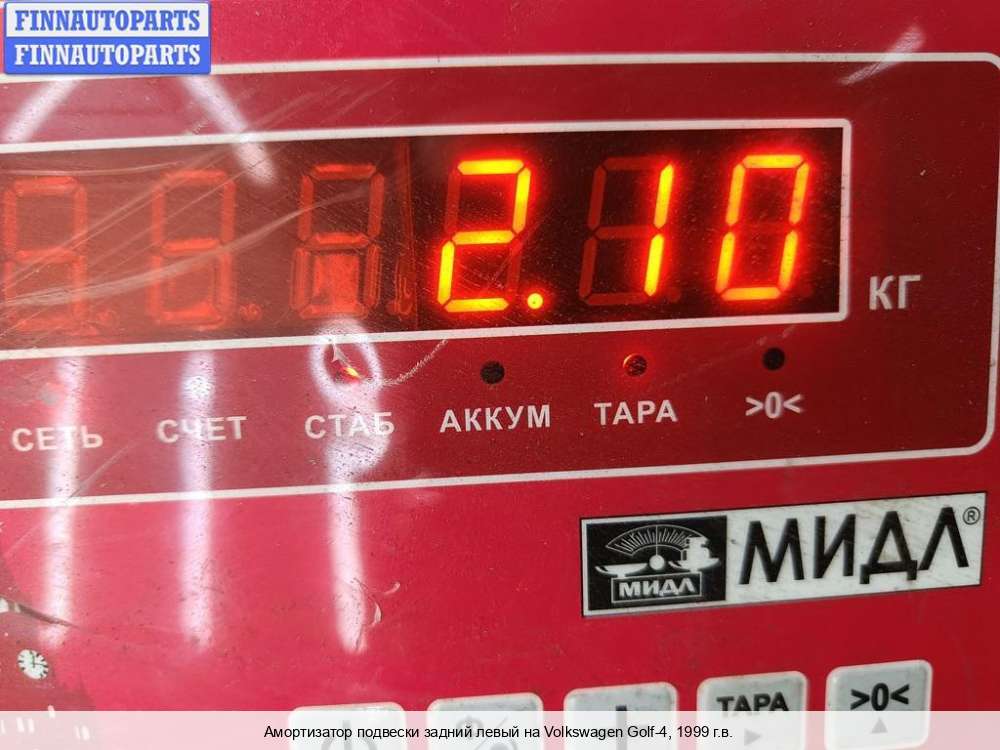 FINNAUTOPARTS
FINNAUTOPARTS
2.10
КГ
СЕТЬ СЧЕТ СТАБ АККУМ ТАРА >0<
МИДЛ МИДЛ®
ТАРА >0<
Амортизатор подвески задний левый на Volkswagen Golf-4, 1999 г.в.